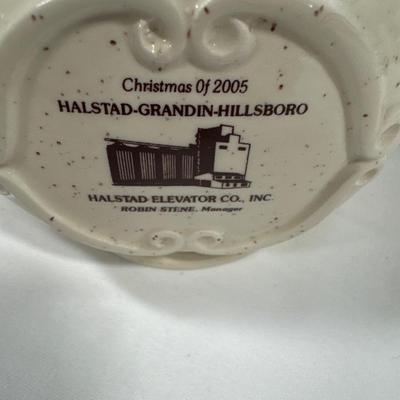 Christmas Of 2005
HALSTAD-GRANDIN-HILLSBORO
HALSTAD ELEVATOR CO., INC.
ROBIN STENE, Manager